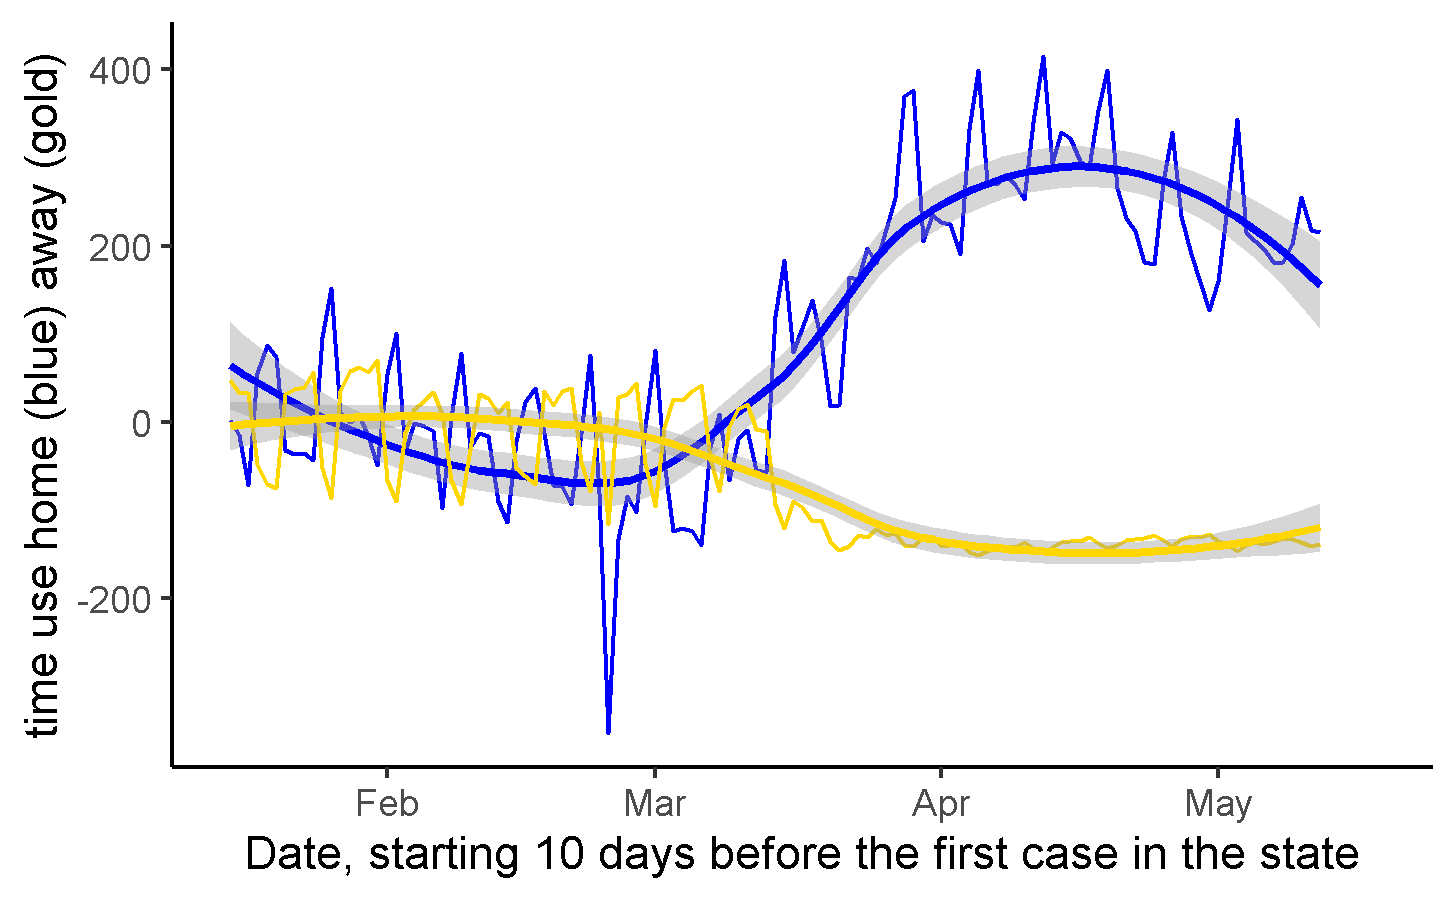 time use home (blue) away (gold)
400
200
0
-200
Feb Mar Apr May
Date, starting 10 days before the first case in the state